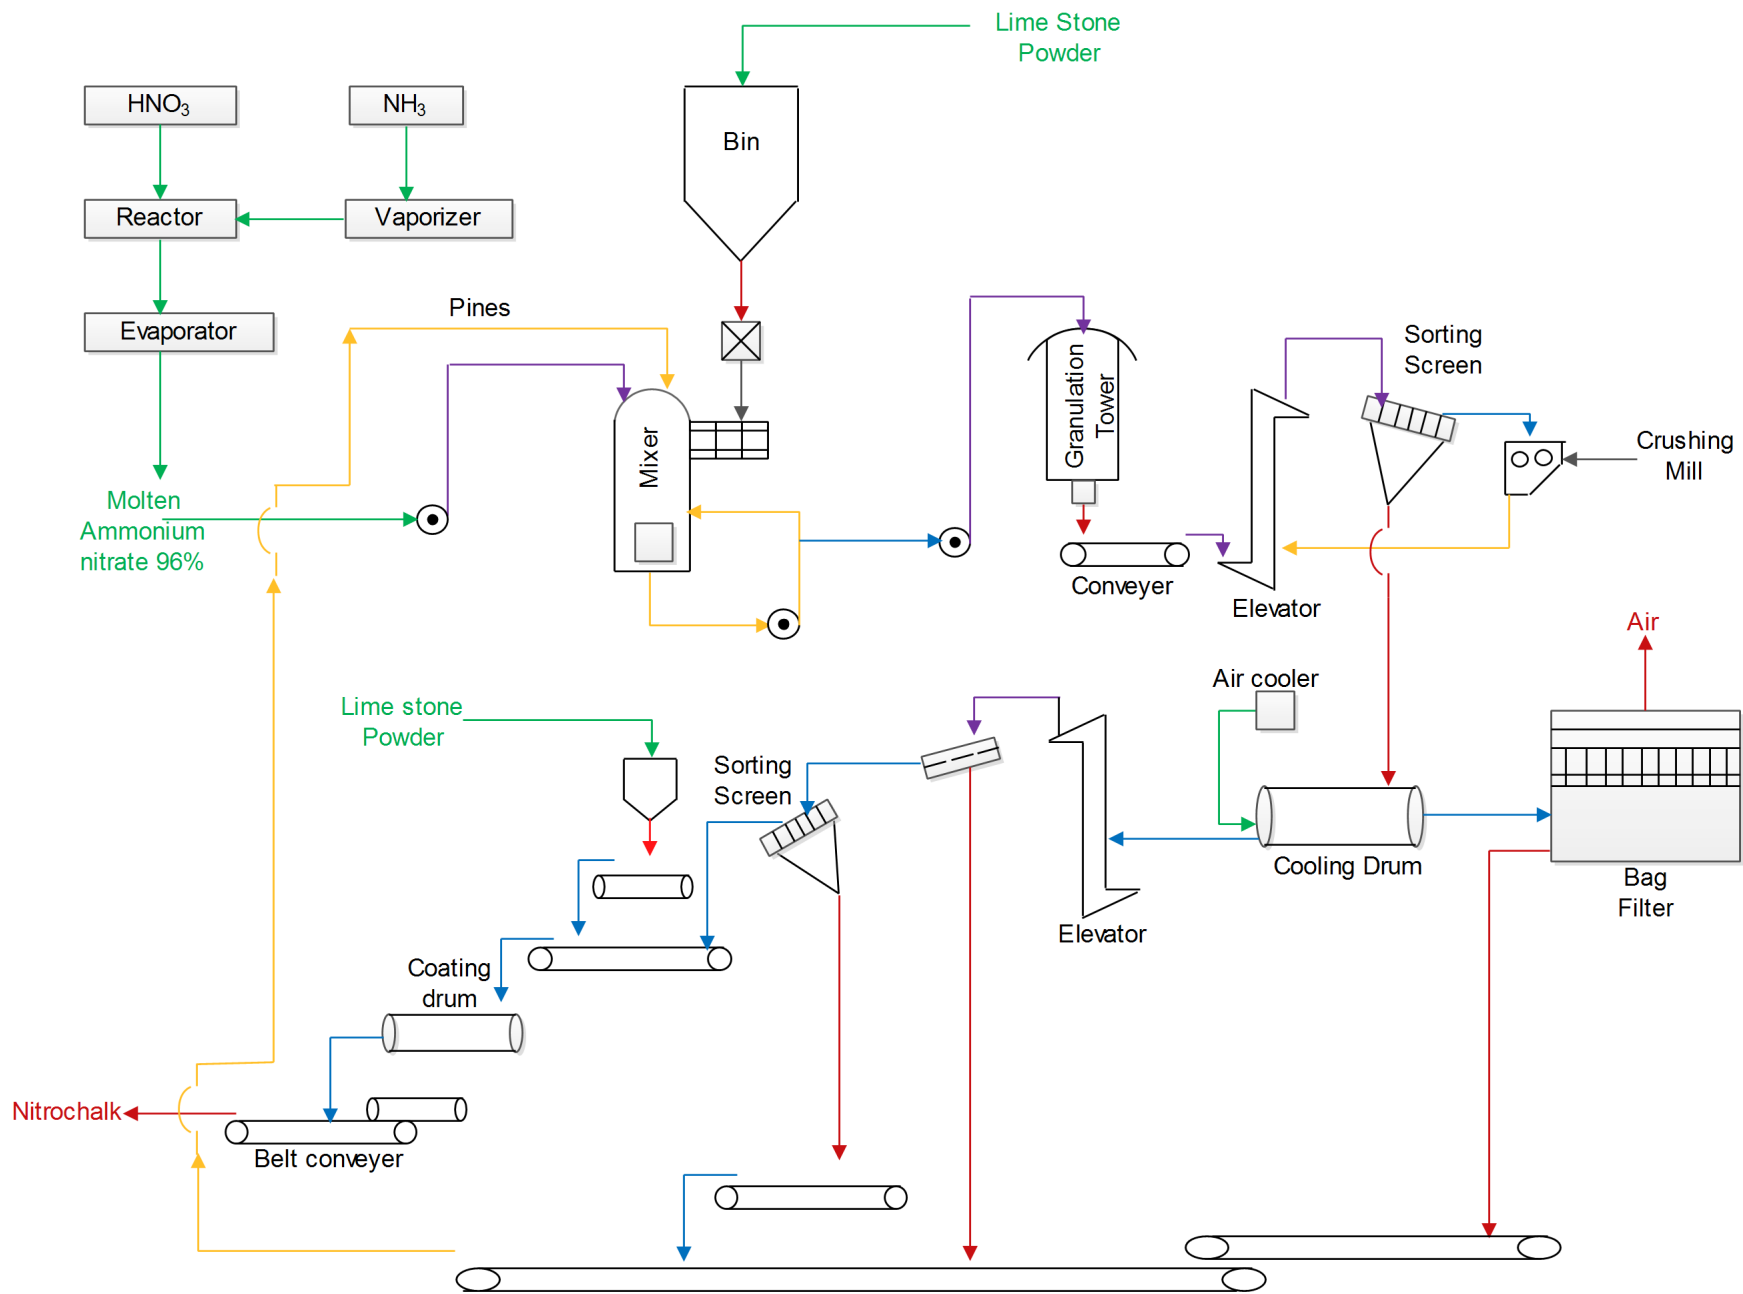 Lime Stone
Powder
HNO₃
NH₃
Bin
Reactor
Vaporizer
Pines
Evaporator
Sorting
Screen
Granulation
Tower
Mixer
Crushing
Mill
Molten
Ammonium
nitrate 96%
Conveyer
Elevator
Air
Air cooler
Lime stone
Powder
Sorting
Screen
Cooling Drum
Bag
Filter
Elevator
Coating
drum
Nitrochalk
Belt conveyer